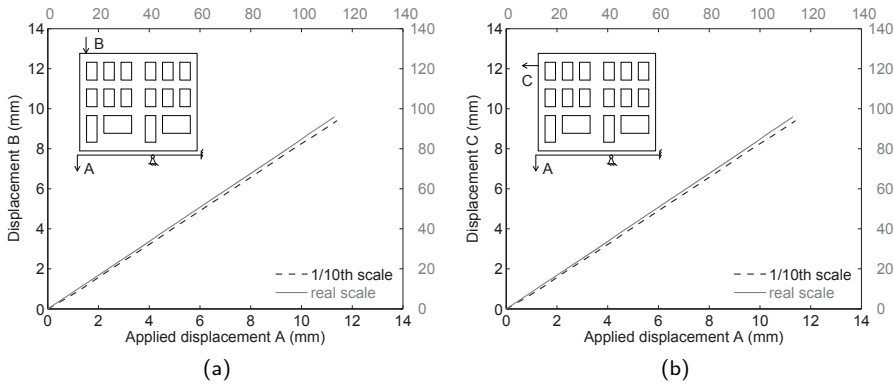 0 20 40 60 80 100 120 140
14 12 10 8 6 4 2 0
Displacement B (mm)
B
A
140 120 100 80 60 40 20 0
1/10th scale
real scale
0 2 4 6 8 10 12 14
Applied displacement A (mm)
(a)
0 20 40 60 80 100 120 140
14 12 10 8 6 4 2 0
Displacement C (mm)
C
A
140 120 100 80 60 40 20 0
1/10th scale
real scale
0 2 4 6 8 10 12 14
Applied displacement A (mm)
(b)